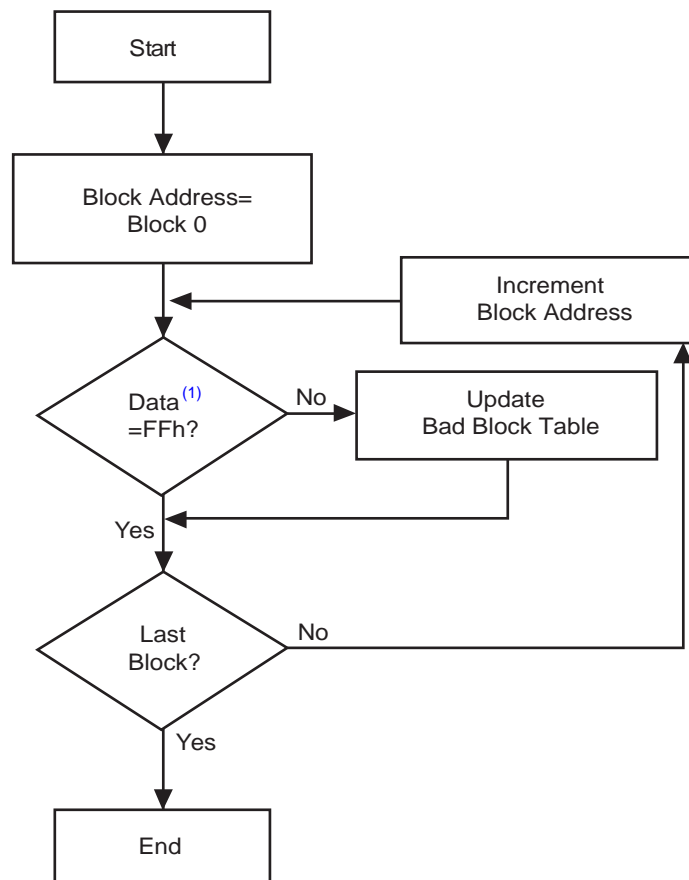 Start
Block Address=
Block 0
Increment
Block Address
Data(1)
=FFh?
No
Update
Bad Block Table
Yes
Last
Block?
No
Yes
End